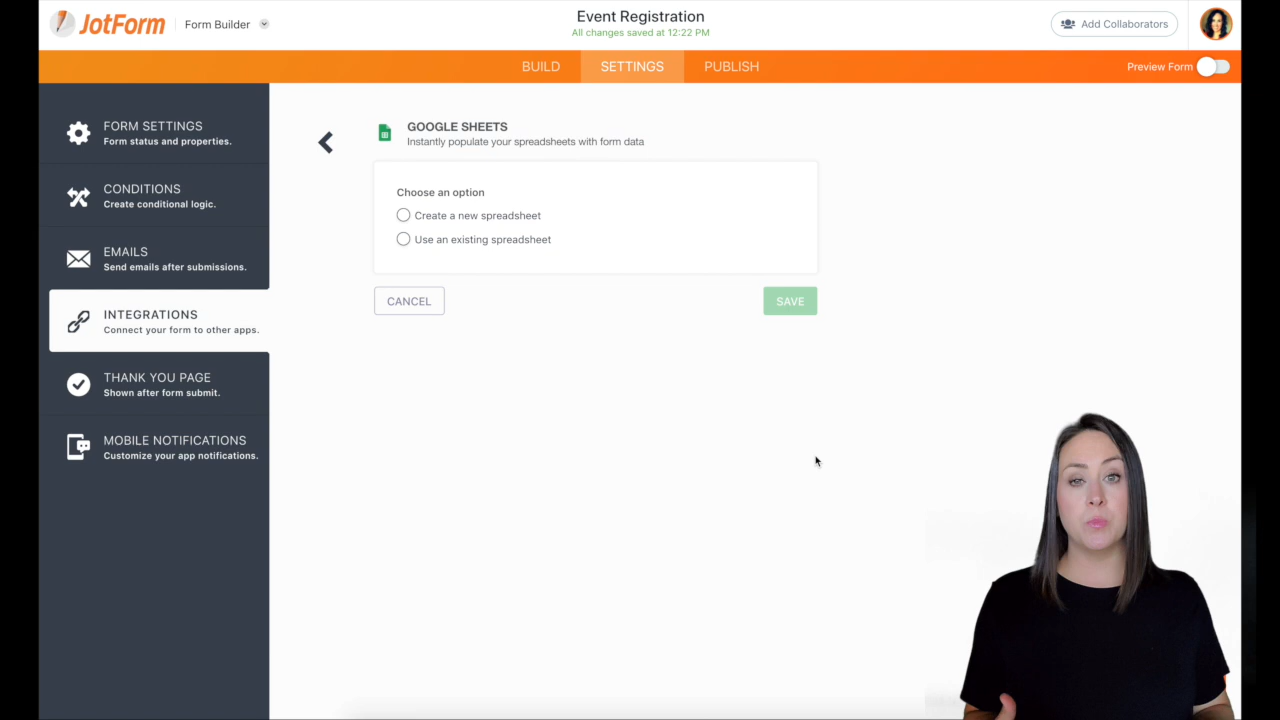 JotForm
Form Builder
Event Registration
All changes saved at 12:22 PM
Add Collaborators
BUILD
SETTINGS
PUBLISH
Preview Form
FORM SETTINGS
Form status and properties.
CONDITIONS
Create conditional logic.
EMAILS
Send emails after submissions.
INTEGRATIONS
Connect your form to other apps.
THANK YOU PAGE
Shown after form submit.
MOBILE NOTIFICATIONS
Customize your app notifications.
GOOGLE SHEETS
Instantly populate your spreadsheets with form data
Choose an option
Create a new spreadsheet
Use an existing spreadsheet
CANCEL
SAVE